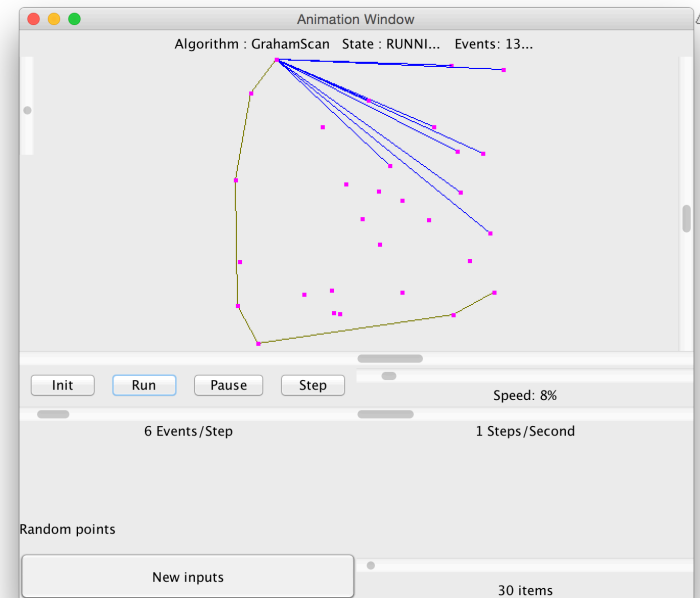 Animation Window
Algorithm : GrahamScan State : RUNNI... Events: 13...
Init Run Pause Step
Speed: 8%
6 Events/Step 1 Steps/Second
Random points
New inputs
30 items